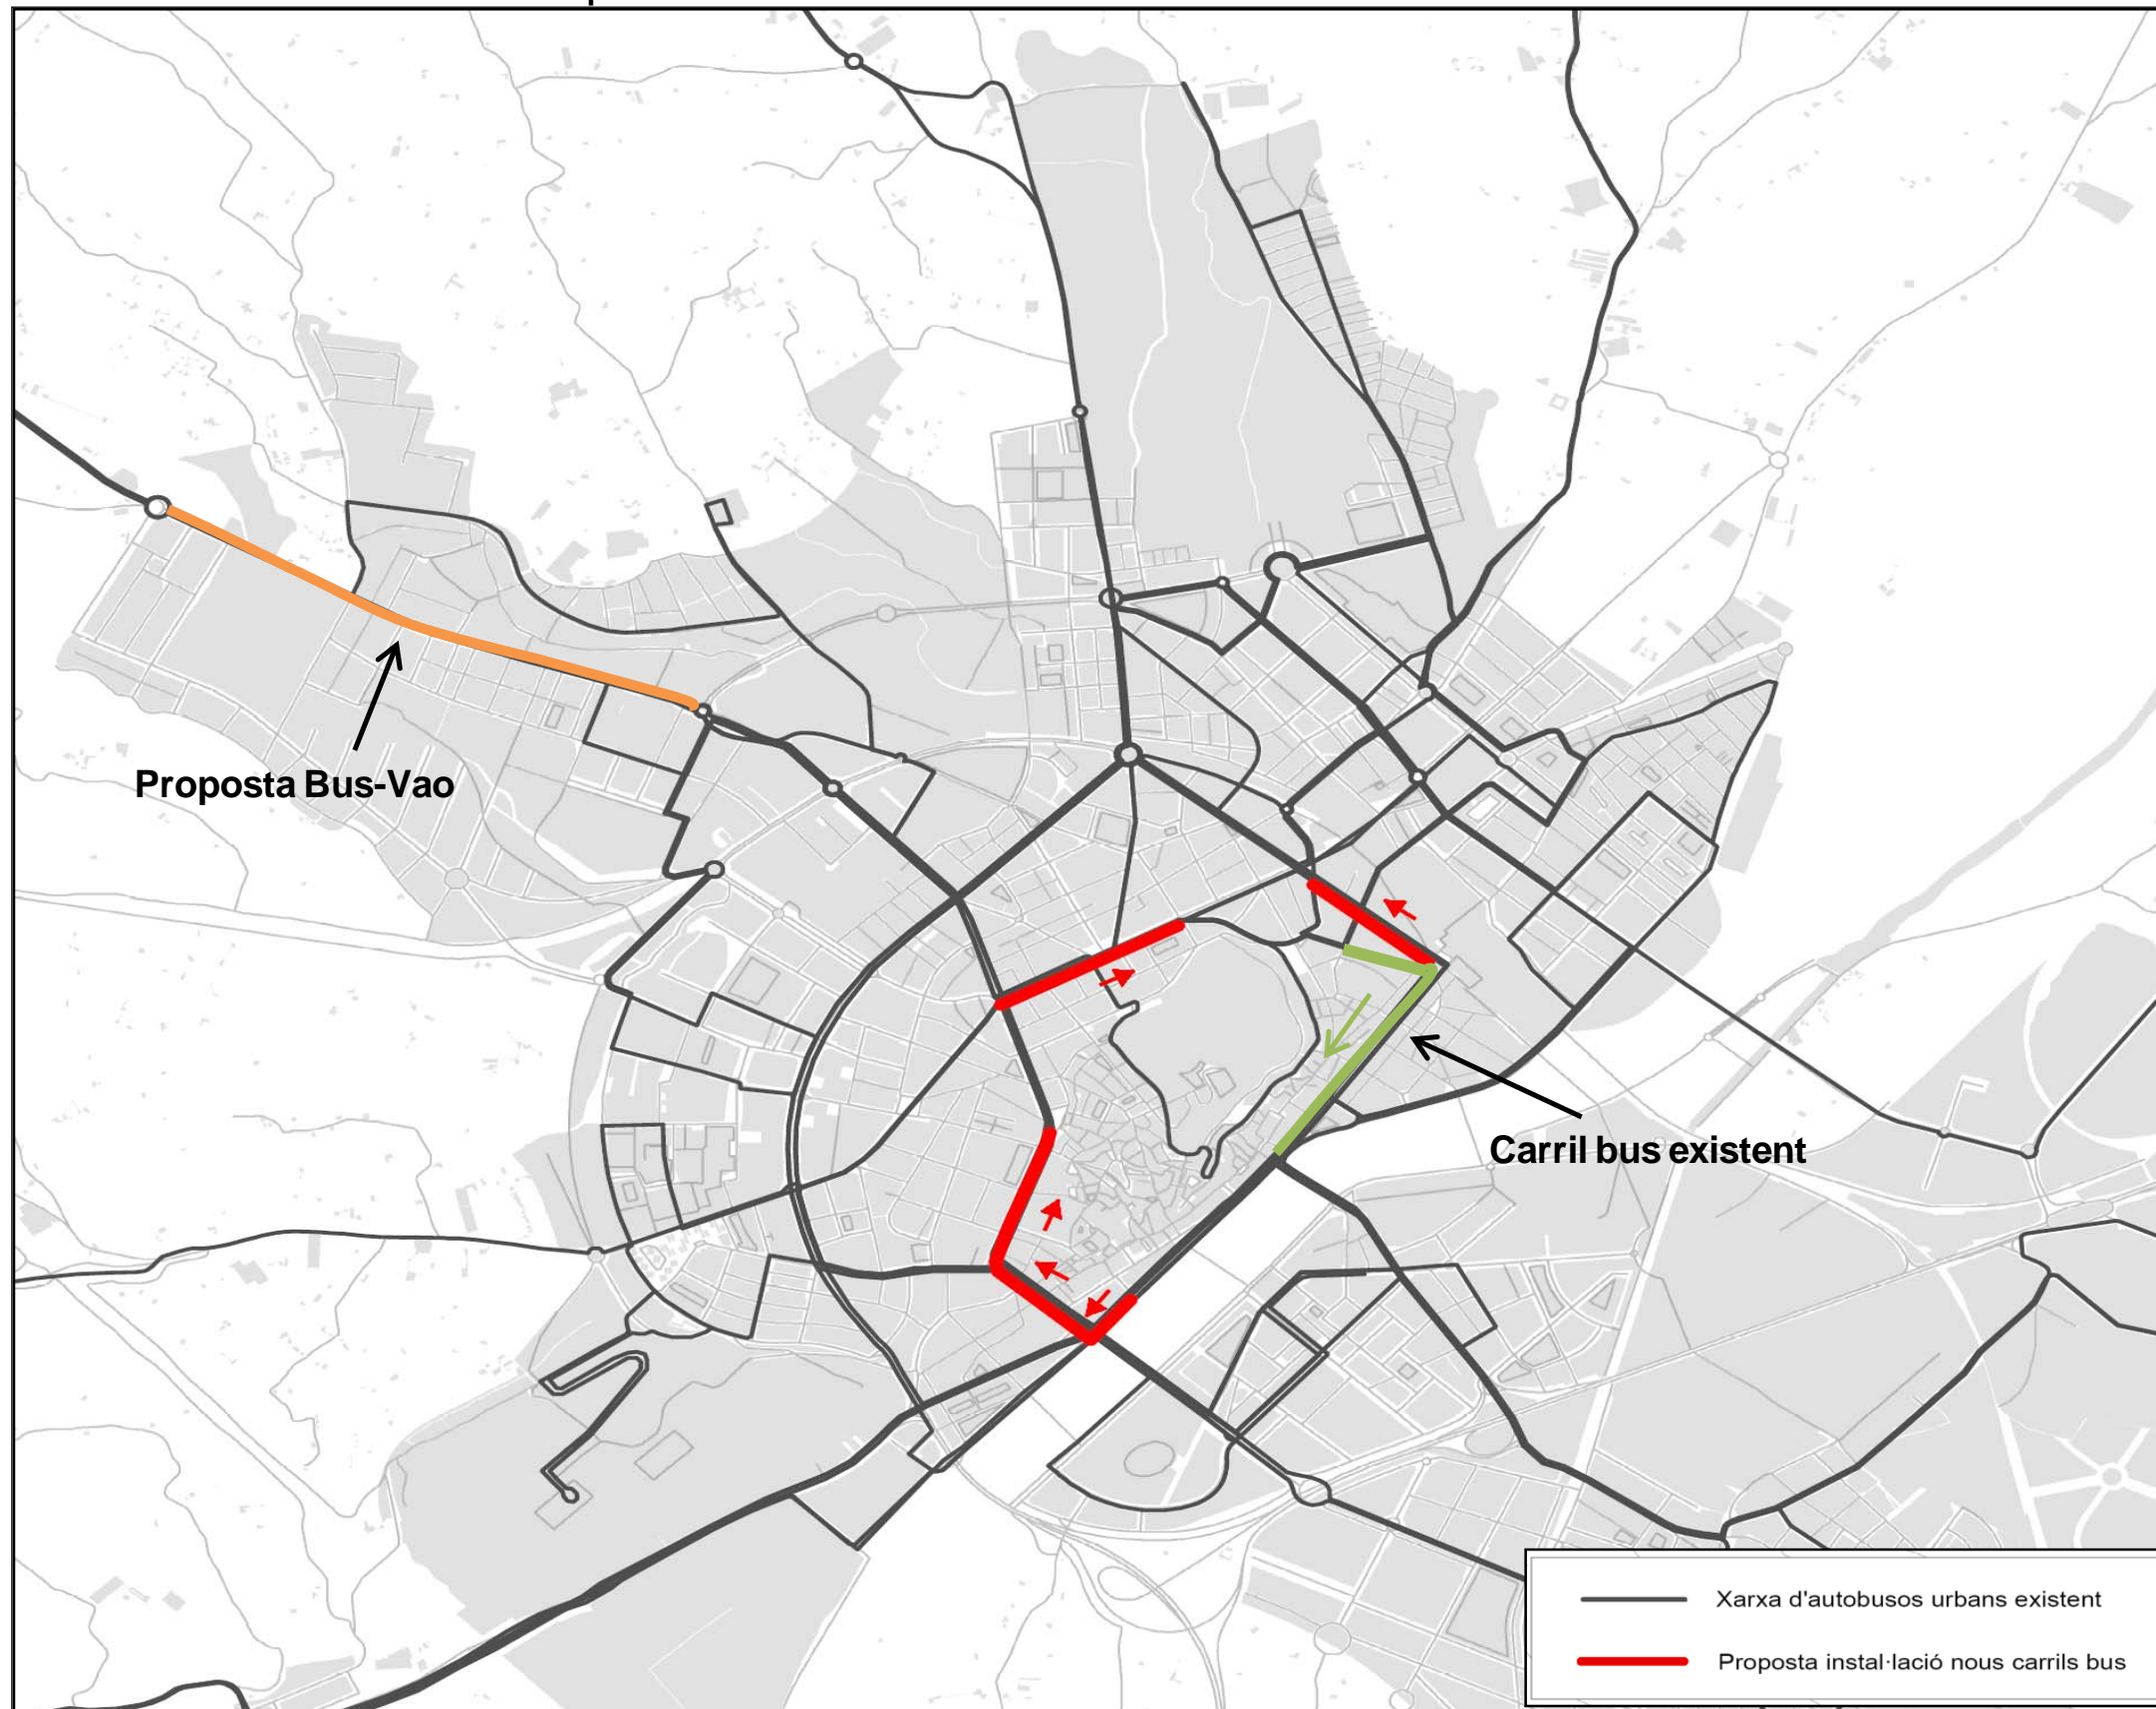 Proposta Bus-Vao
Carril bus existent
Xarxa d'autobusos urbans existent
Proposta instal·lació nous carrils bus